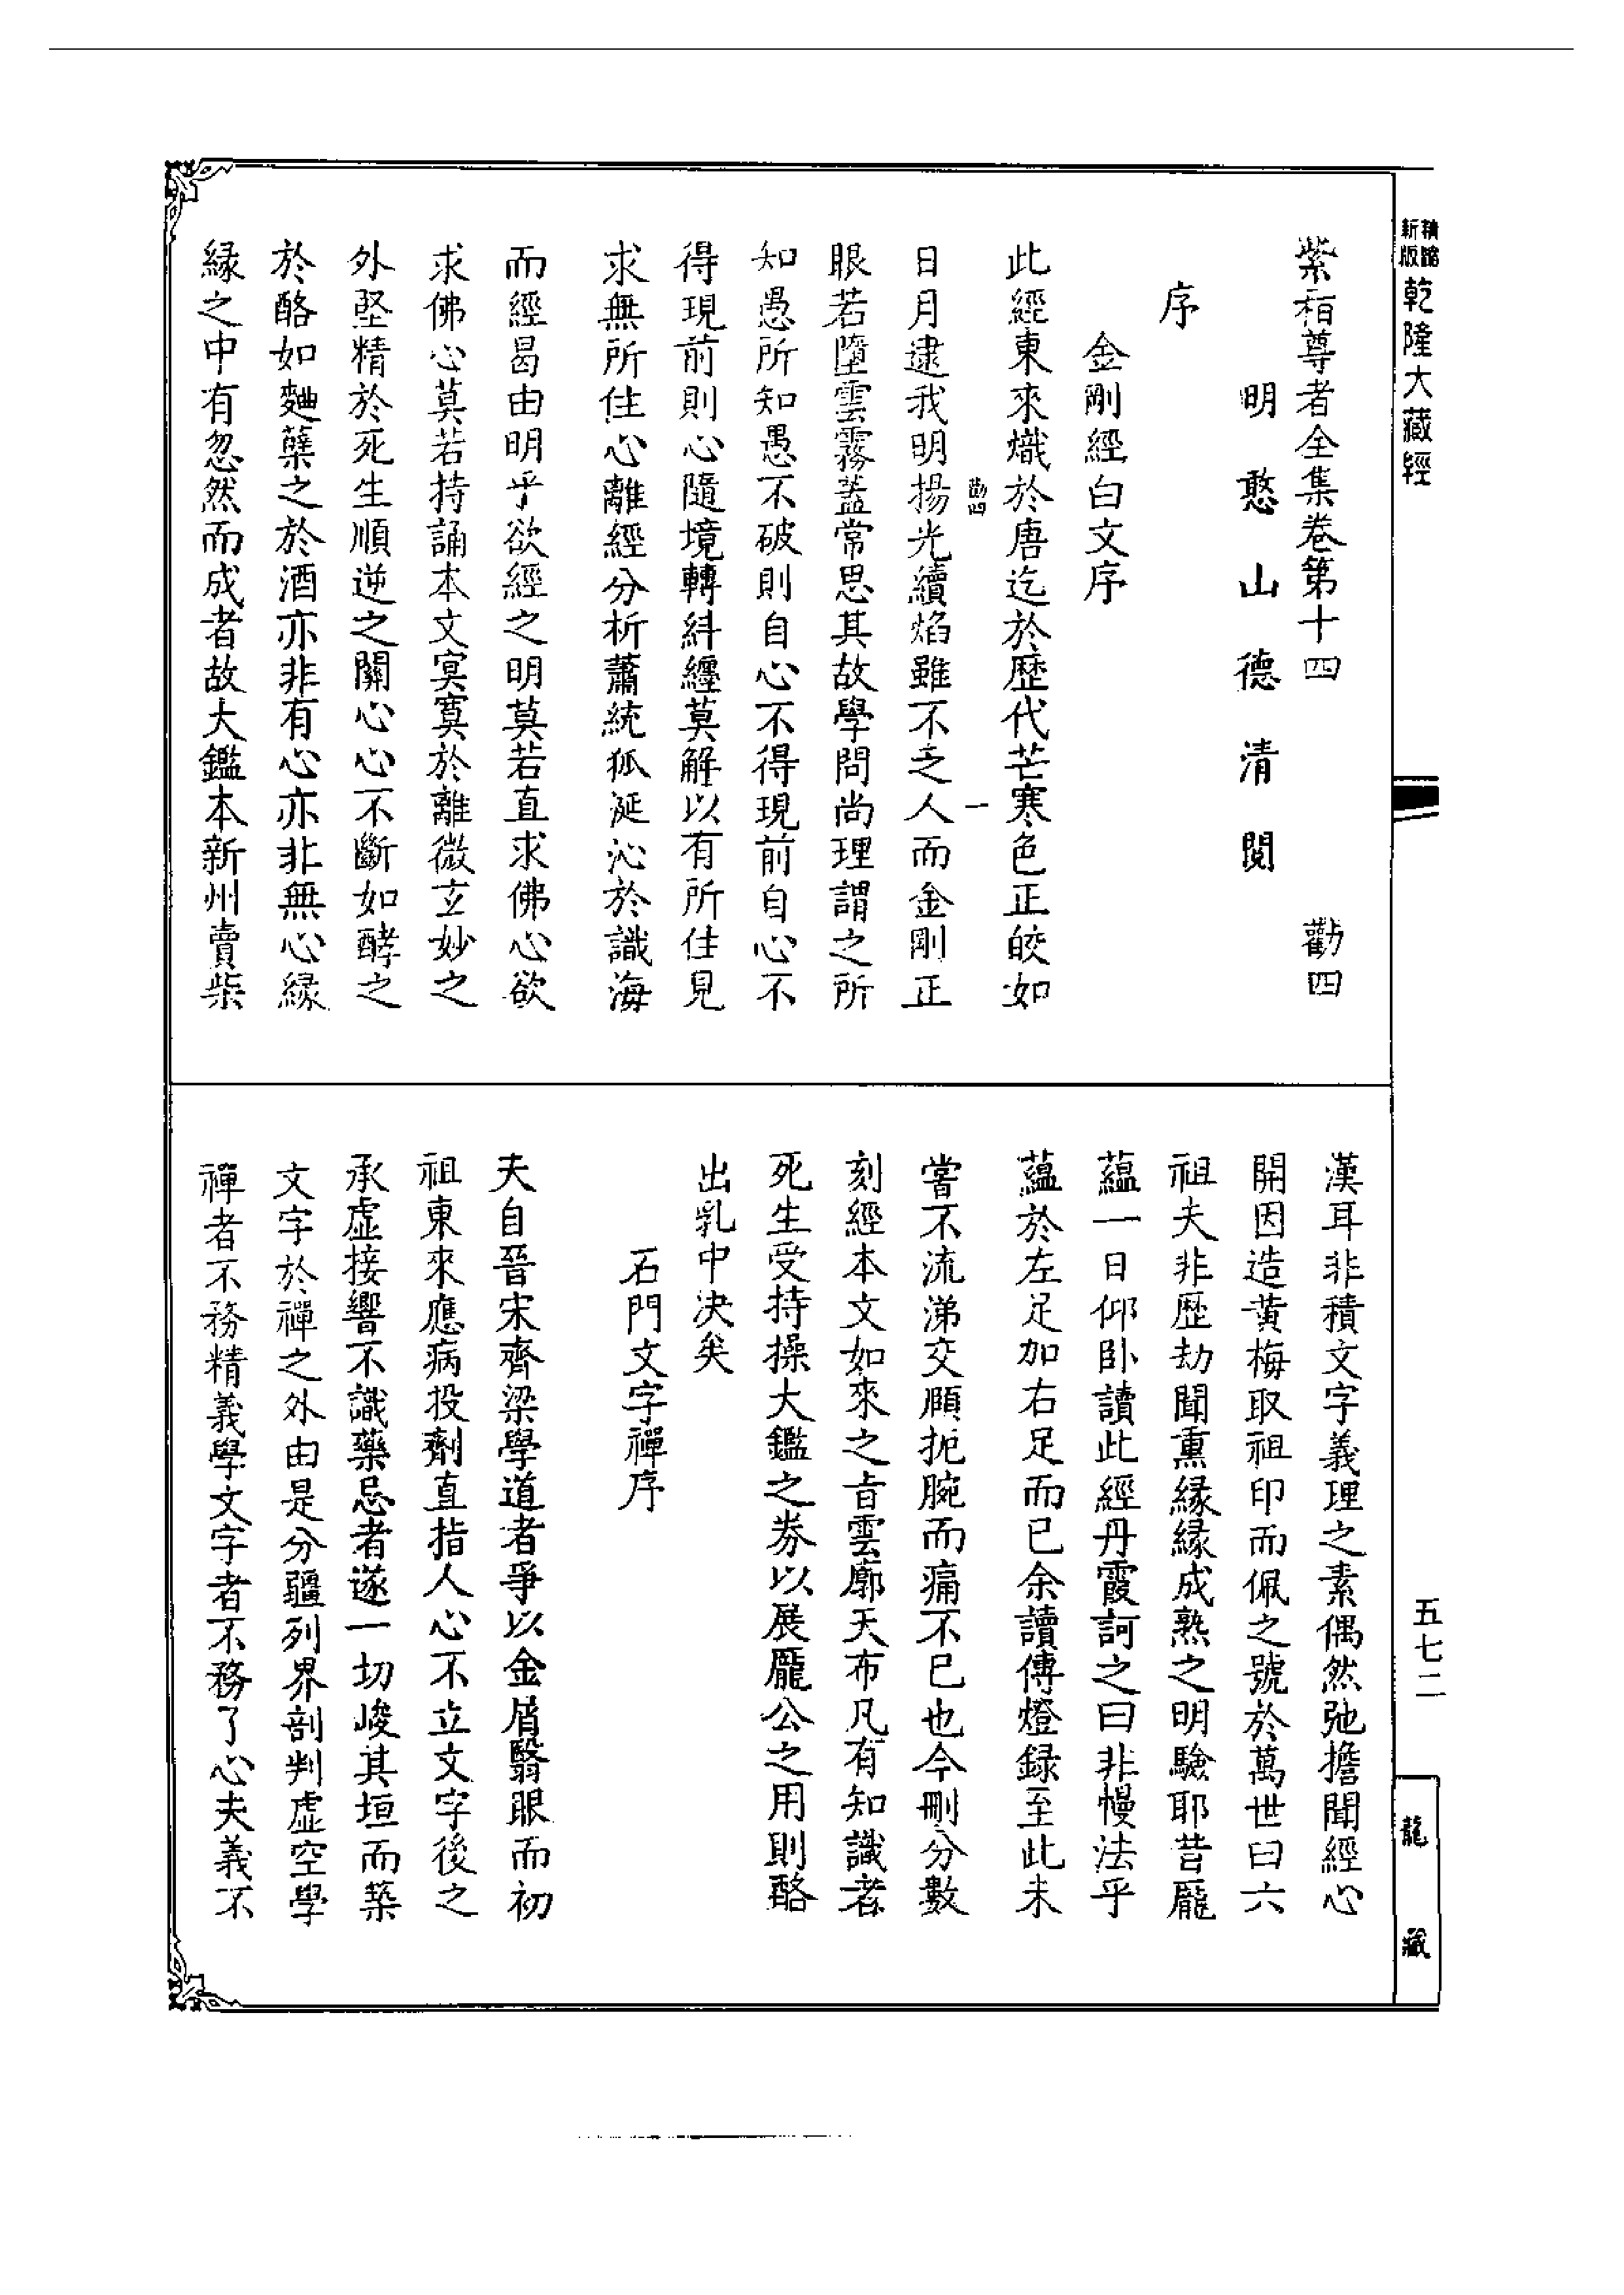 精縮
新版
乾隆大藏經
五七二
龍藏
紫柏尊者全集卷第十四 勸四
明憨山德清閱
序
金剛經白文序
此經東來熾於唐迄於歷代芒寒色正皎如
勸四 一
日月逮我明揚光續焰雖不乏人而金剛正
眼若墮雲霧蓋常思其故學問尚理謂之所
知愚所知愚不破則自心不得現前自心不
得現前則心隨境轉糾纏莫解以有所住見
求無所住心離經分析蕭統狐涎沁於識海
而經曷由明乎欲經之明莫若直求佛心欲
求佛心莫若持誦本文冥冥於離微玄妙之
外堅精於死生順逆之關心心不斷如酵之
於酪如麯蘖之於酒亦非有心亦非無心緣
緣之中有忽然而成者故大鑑本新州賣柴
漢耳非積文字義理之素偶然弛擔聞經心
開因造黃梅取祖印而佩之號於萬世曰六
祖夫非歷劫聞熏緣緣成熟之明驗耶昔龐
蘊一日仰臥讀此經丹霞訶之曰非慢法乎
蘊於左足加右足而已余讀傳燈録至此未
嘗不流涕交頤扼腕而痛不已也今刪分數
刻經本文如來之旨雲廓天布凡有知識者
死生受持操大鑑之券以展龐公之用則酪
出乳中決矣
石門文字禪序
夫自晉宋齊梁學道者爭以金屑翳眼而初
祖東來應病投劑直指人心不立文字後之
承虛接響不識藥忌者遂一切峻其垣而築
文字於禪之外由是分疆列界剖判虛空學
禪者不務精義學文字者不務了心夫義不